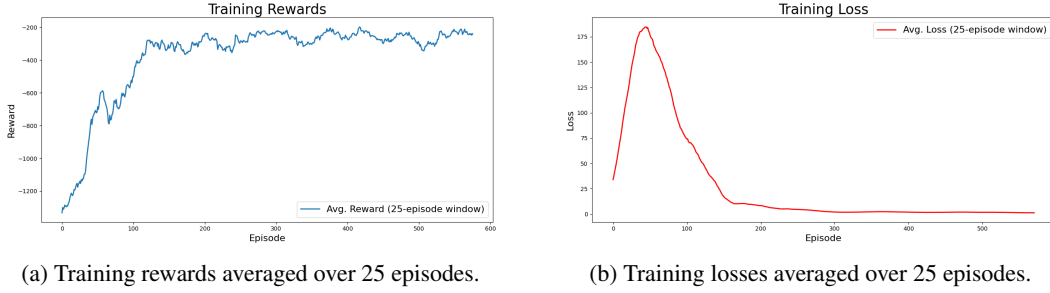 Training Rewards
−200
−400
−600
−800
−1000
−1200
Reward
0
100
200
300
400
500
600
Episode
Avg. Reward (25-episode window)
(a) Training rewards averaged over 25 episodes.
Training Loss
175
150
125
100
75
50
25
0
Loss
0
100
200
300
400
500
Episode
Avg. Loss (25-episode window)
(b) Training losses averaged over 25 episodes.